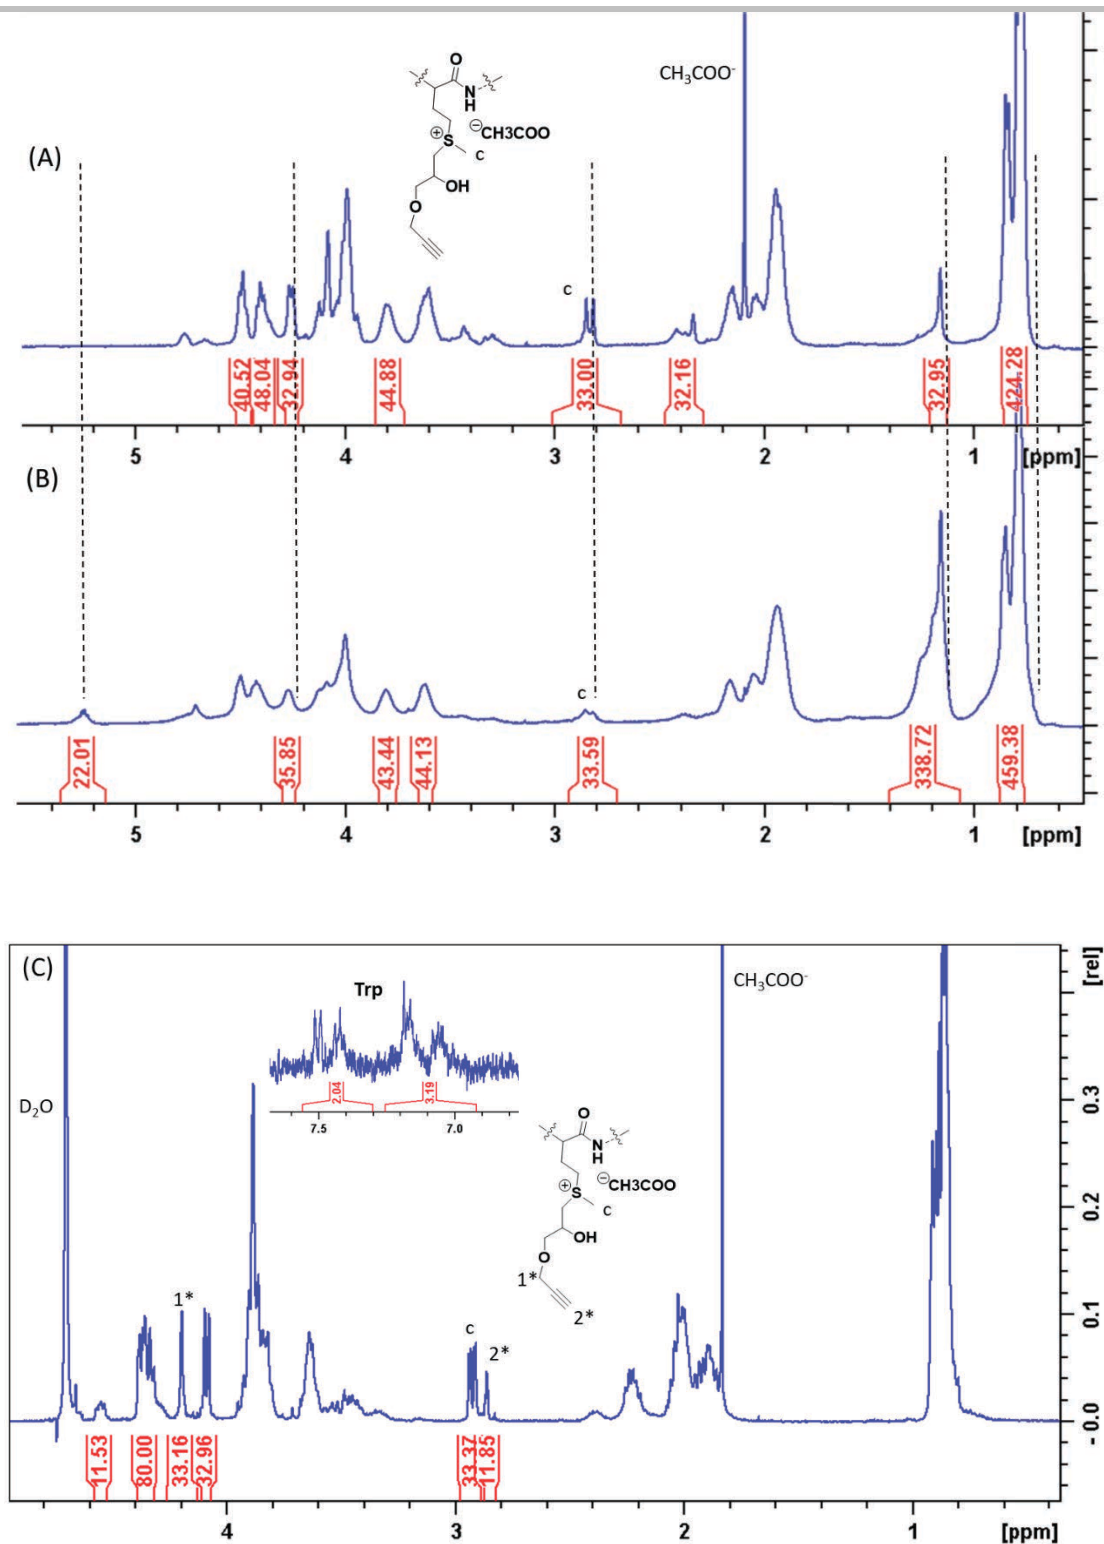 CH₃COO⁻
O
N
H
⊖CH3COO
⊕
S
c
OH
O
(A)
c
40.52 48.04 32.94 44.88 33.00 32.16 32.95 424.28
5 4 3 2 1 [ppm]
(B)
c
22.01 35.85 43.44 44.13 33.59 338.72 459.38
5 4 3 2 1 [ppm]
(C)
[rel]
CH₃COO⁻
Trp
2.04 3.19
7.5 7.0
D₂O
0.3
O
N
H
⊖CH3COO
⊕
S
c
OH
O
1*
2*
0.2
0.1
1*
c
2*
0.0
11.53 80.00 33.16 32.96 33.37 11.85
4 3 2 1 [ppm]